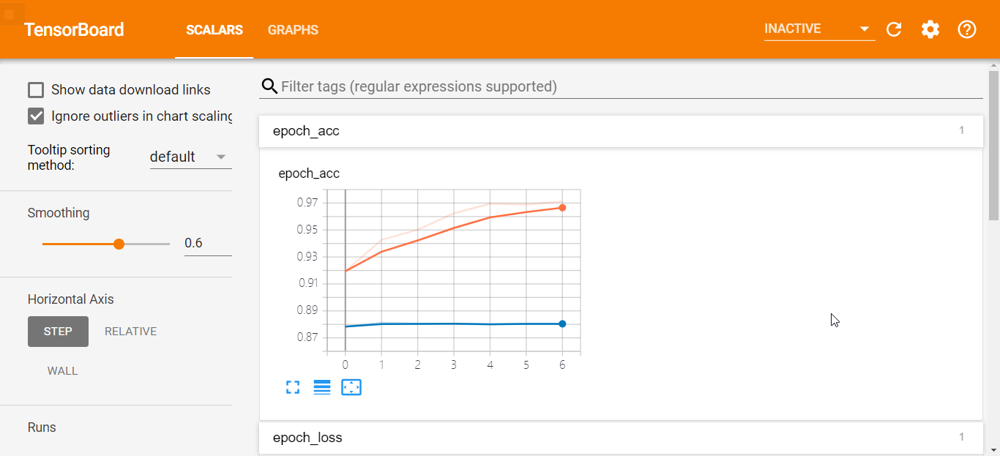 TensorBoard SCALARS GRAPHS INACTIVE
Show data download links
Ignore outliers in chart scaling
Tooltip sorting
method:
default
Smoothing
0.6
Horizontal Axis
STEP RELATIVE
WALL
Runs
Filter tags (regular expressions supported)
epoch_acc 1
epoch_acc
0.97
0.95
0.93
0.91
0.89
0.87
0 1 2 3 4 5 6
epoch_loss 1